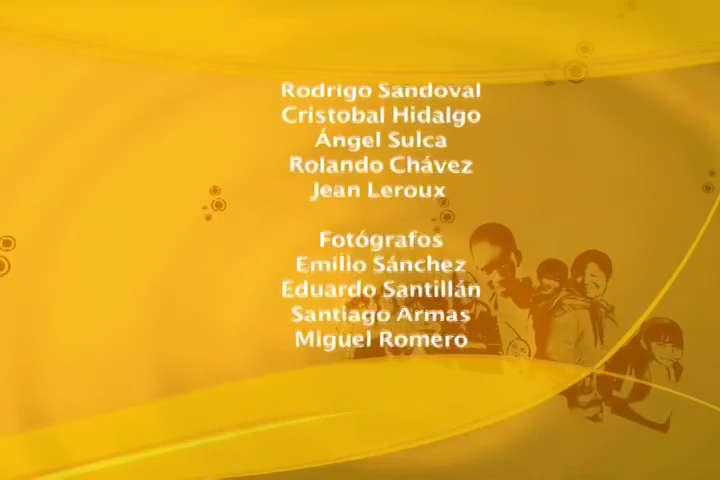 Rodrigo Sandoval
Cristobal Hidalgo
Ángel Sulca
Rolando Chávez
Jean Leroux
Fotógrafos
Emilio Sánchez
Eduardo Santillán
Santiago Armas
Miguel Romero